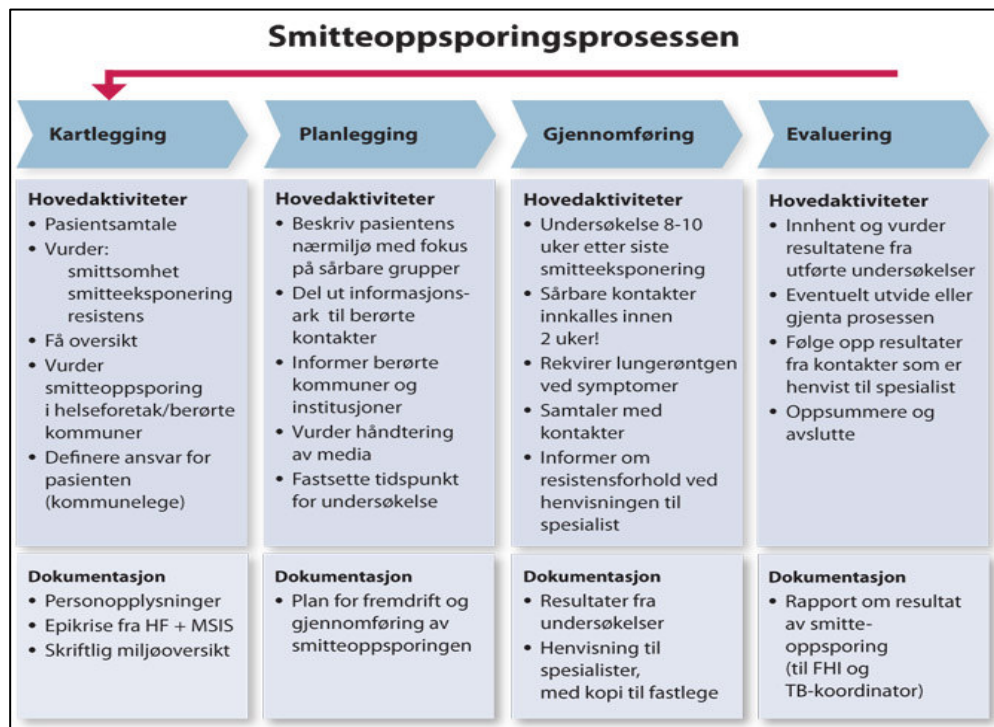 Smitteoppsporingsprosessen
Kartlegging
Hovedaktiviteter
• Pasientsamtale
• Vurder:
smittsomhet
smitteeksponering
resistens
• Få oversikt
• Vurder
smitteoppsporing
i helseforetak/berørte
kommuner
• Definere ansvar for
pasienten
(kommunelege)
Dokumentasjon
• Personopplysninger
• Epikrise fra HF + MSIS
• Skriftlig miljøoversikt
Planlegging
Hovedaktiviteter
• Beskriv pasientens
nærmiljø med fokus
på sårbare grupper
• Del ut informasjons-
ark til berørte
kontakter
• Informer berørte
kommuner og
institusjoner
• Vurder håndtering
av media
• Fastsette tidspunkt
for undersøkelse
Dokumentasjon
• Plan for fremdrift og
gjennomføring av
smitteoppsporingen
Gjennomføring
Hovedaktiviteter
• Undersøkelse 8-10
uker etter siste
smitteeksponering
• Sårbare kontakter
innkalles innen
2 uker!
• Rekvirer lungerøntgen
ved symptomer
• Samtaler med
kontakter
• Informer om
resistensforhold ved
henvisningen til
spesialist
Dokumentasjon
• Resultater fra
undersøkelser
• Henvisning til
spesialister,
med kopi til fastlege
Evaluering
Hovedaktiviteter
• Innhent og vurder
resultatene fra
utførte undersøkelser
• Eventuelt utvide eller
gjenta prosessen
• Følge opp resultater
fra kontakter som er
henvist til spesialist
• Oppsummere og
avslutte
Dokumentasjon
• Rapport om resultat
av smitte-
oppsporing
(til FHI og
TB-koordinator)